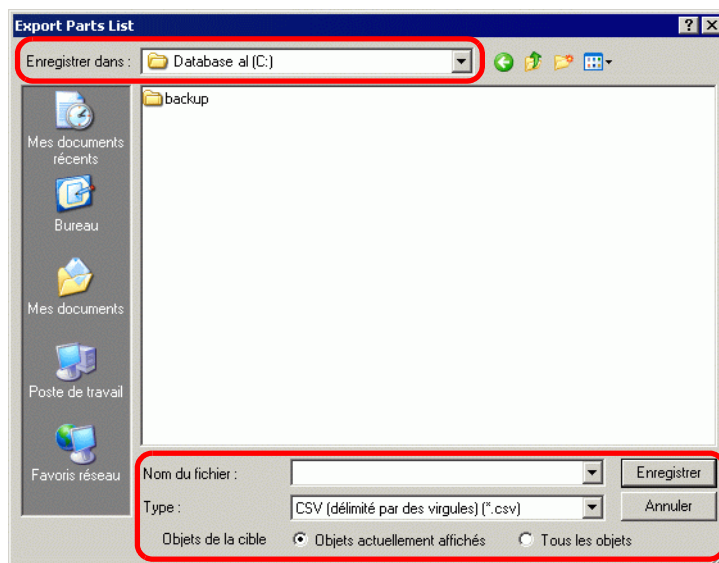 Export Parts List
Enregistrer dans :
Database al (C:)
backup
Mes documents
récents
Bureau
Mes documents
Poste de travail
Favoris réseau
Nom du fichier :
Enregistrer
Type :
CSV (délimité par des virgules) (*.csv)
Annuler
Objets de la cible
Objets actuellement affichés
Tous les objets